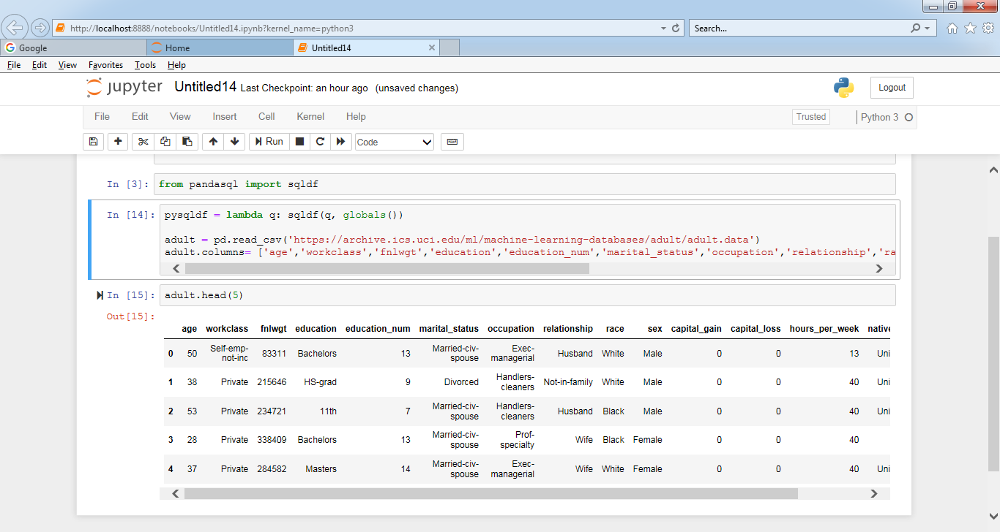 http://localhost:8888/notebooks/Untitled14.ipynb?kernel_name=python3
Search...
Google
Home
Untitled14
File Edit View Favorites Tools Help
jupyter Untitled14 Last Checkpoint: an hour ago (unsaved changes)
Logout
File Edit View Insert Cell Kernel Help
Trusted
Python 3
Run
Code
In [3]: from pandasql import sqldf
In [14]: pysqldf = lambda q: sqldf(q, globals())
adult = pd.read_csv('https://archive.ics.uci.edu/ml/machine-learning-databases/adult/adult.data')
adult.columns= ['age','workclass','fnlwgt','education','education_num','marital_status','occupation','relationship','ra
In [15]: adult.head(5)
Out[15]:
age workclass fnlwgt education education_num marital_status occupation relationship race sex capital_gain capital_loss hours_per_week native
0 50 Self-emp-not-inc 83311 Bachelors 13 Married-civ-spouse Exec-managerial Husband White Male 0 0 13 Uni
1 38 Private 215646 HS-grad 9 Divorced Handlers-cleaners Not-in-family White Male 0 0 40 Uni
2 53 Private 234721 11th 7 Married-civ-spouse Handlers-cleaners Husband Black Male 0 0 40 Uni
3 28 Private 338409 Bachelors 13 Married-civ-spouse Prof-specialty Wife Black Female 0 0 40
4 37 Private 284582 Masters 14 Married-civ-spouse Exec-managerial Wife White Female 0 0 40 Uni